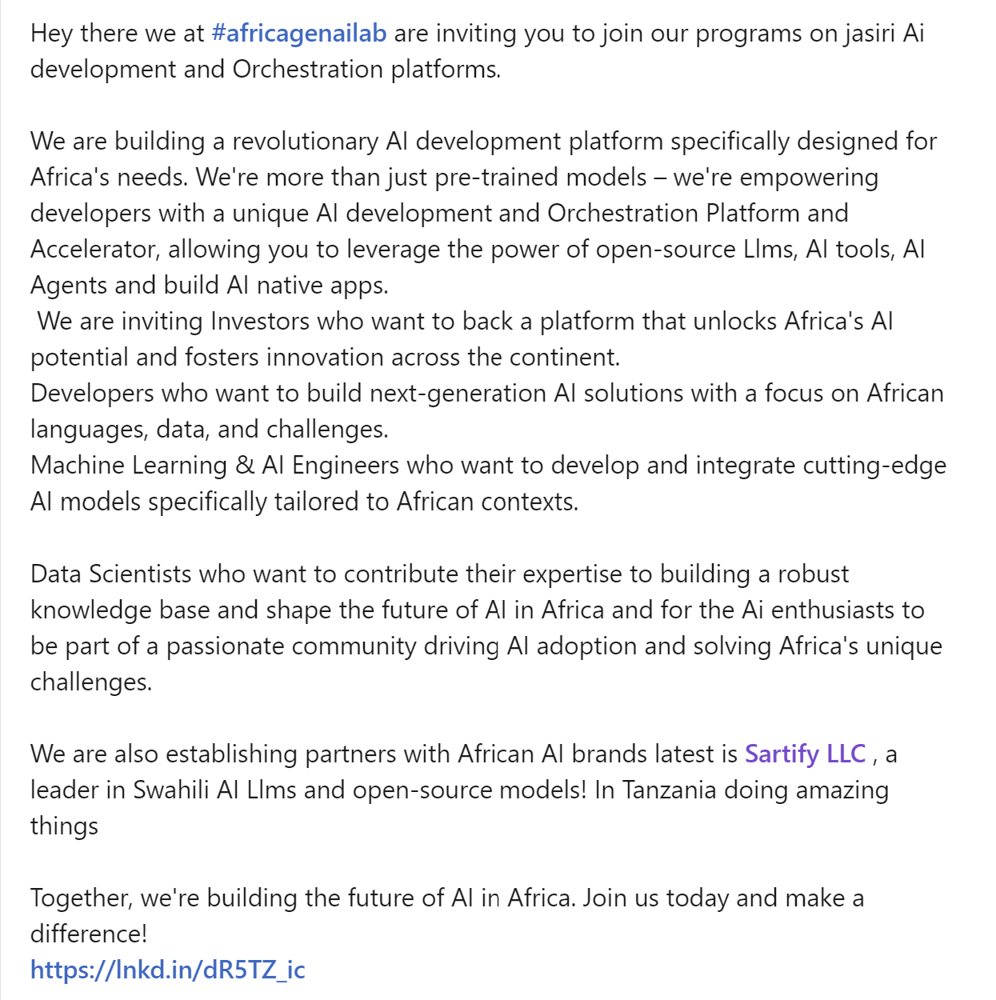 Hey there we at #africagenailab are inviting you to join our programs on jasiri Ai
development and Orchestration platforms.
We are building a revolutionary AI development platform specifically designed for
Africa's needs. We're more than just pre-trained models – we're empowering
developers with a unique AI development and Orchestration Platform and
Accelerator, allowing you to leverage the power of open-source Llms, AI tools, AI
Agents and build AI native apps.
We are inviting Investors who want to back a platform that unlocks Africa's AI
potential and fosters innovation across the continent.
Developers who want to build next-generation AI solutions with a focus on African
languages, data, and challenges.
Machine Learning & AI Engineers who want to develop and integrate cutting-edge
AI models specifically tailored to African contexts.
Data Scientists who want to contribute their expertise to building a robust
knowledge base and shape the future of AI in Africa and for the Ai enthusiasts to
be part of a passionate community driving AI adoption and solving Africa's unique
challenges.
We are also establishing partners with African AI brands latest is Sartify LLC , a
leader in Swahili AI Llms and open-source models! In Tanzania doing amazing
things
Together, we're building the future of AI in Africa. Join us today and make a
difference!
https://lnkd.in/dR5TZ_ic